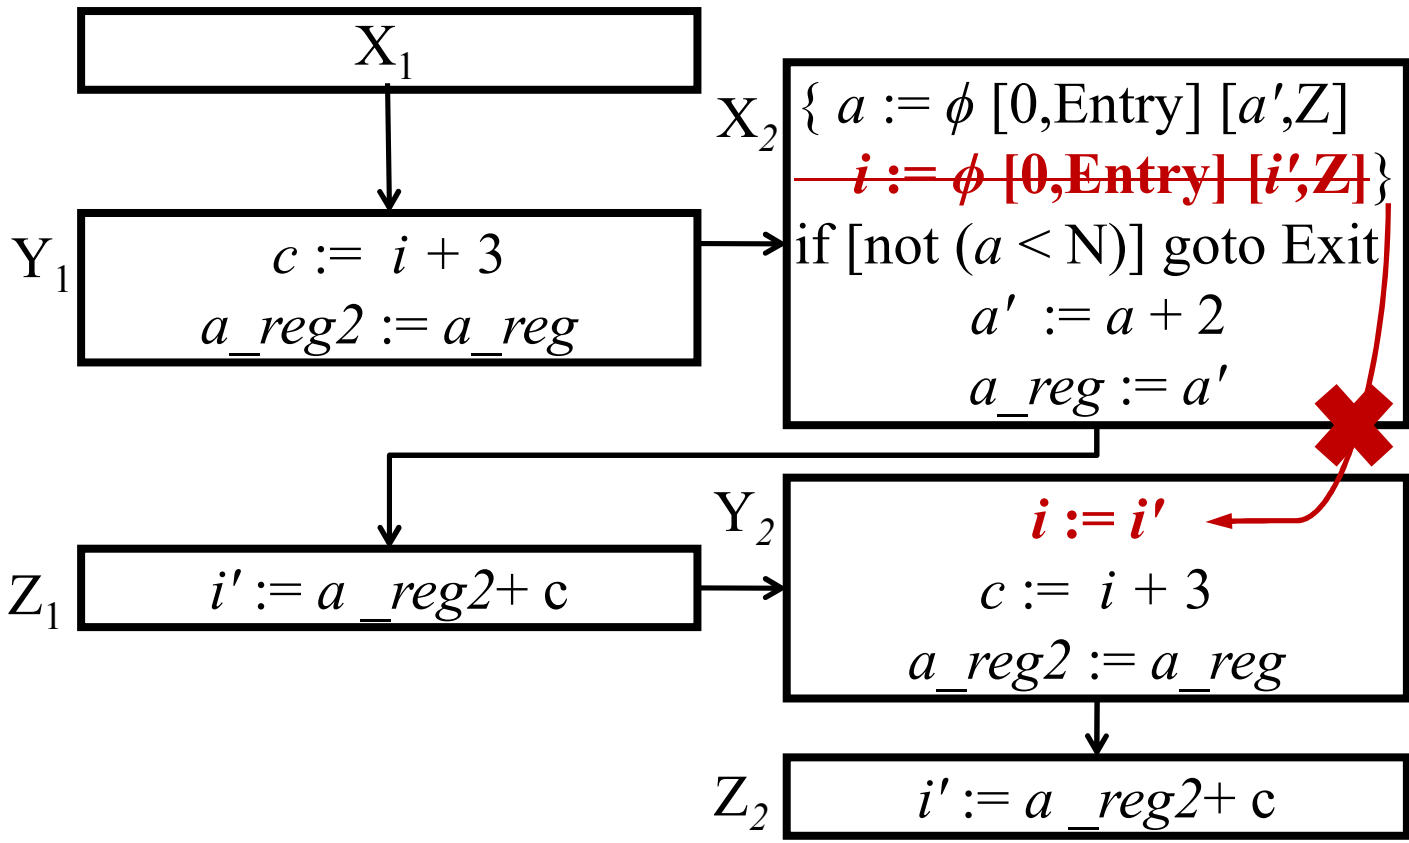 X1
Y1
c := i + 3
a_reg2 := a_reg
X2
{ a := ϕ [0,Entry] [a′,Z]
i := ϕ [0,Entry] [i′,Z]}
if [not (a < N)] goto Exit
a′ := a + 2
a_reg := a′
Z1
i′ := a _reg2+ c
Y2
i := i′
c := i + 3
a_reg2 := a_reg
Z2
i′ := a _reg2+ c